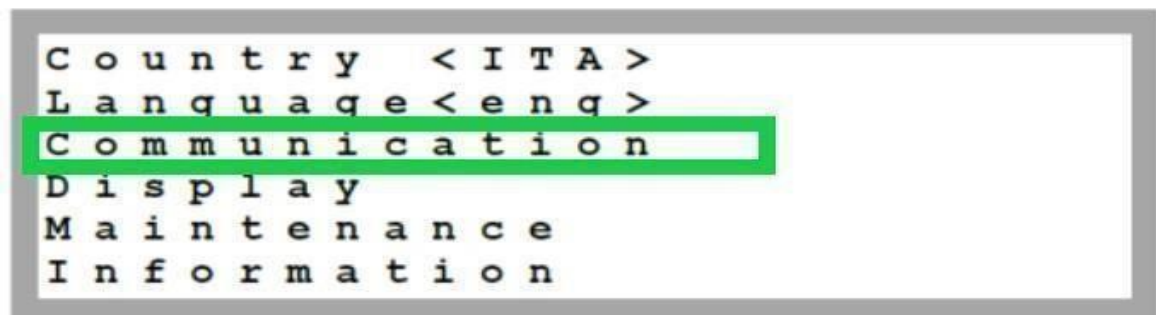 Country <ITA>
Language<eng>
Communication
Display
Maintenance
Information